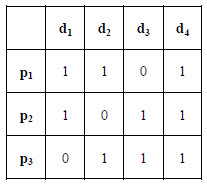 d₁ d₂ d₃ d₄
p₁ 1 1 0 1
p₂ 1 0 1 1
p₃ 0 1 1 1